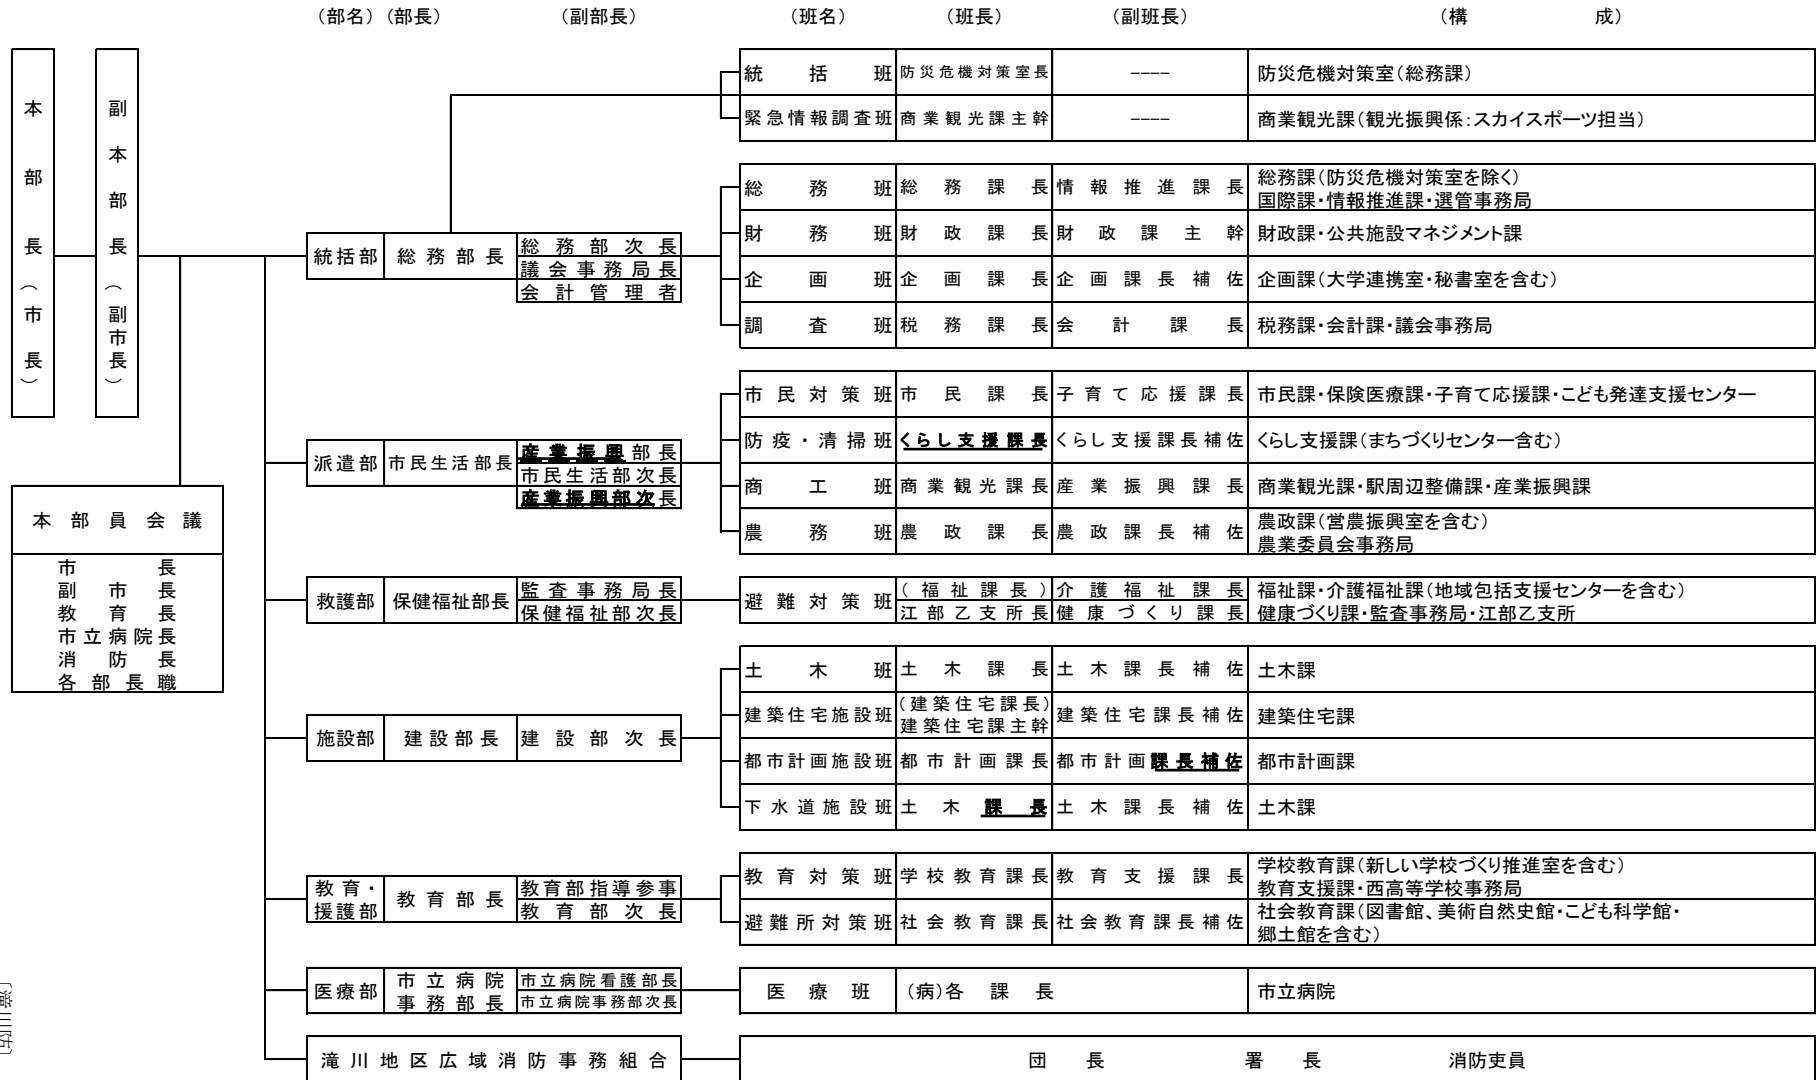 （部名）（部長）　（副部長）　（班名）　（班長）　（副班長）　（構　成）
本部長（市長）
副本部長（副市長）
本部員会議
市長
副市長
教育長
市立病院長
消防長
各部長職
統括班　防災危機対策室長　----　防災危機対策室（総務課）
緊急情報調査班　商業観光課主幹　----　商業観光課（観光振興係：スカイスポーツ担当）
統括部　総務部長
総務部次長
議会事務局長
会計管理者
総務班　総務課長　情報推進課長　総務課（防災危機対策室を除く）
国際課・情報推進課・選管事務局
財務班　財政課長　財政課主幹　財政課・公共施設マネジメント課
企画班　企画課長　企画課長補佐　企画課（大学連携室・秘書室を含む）
調査班　税務課長　会計課長　税務課・会計課・議会事務局
派遣部　市民生活部長
産業振興部長
市民生活部次長
産業振興部次長
市民対策班　市民課長　子育て応援課長　市民課・保険医療課・子育て応援課・こども発達支援センター
防疫・清掃班　くらし支援課長　くらし支援課長補佐　くらし支援課（まちづくりセンター含む）
商工班　商業観光課長　産業振興課長　商業観光課・駅周辺整備課・産業振興課
農務班　農政課長　農政課長補佐　農政課（営農振興室を含む）
農業委員会事務局
救護部　保健福祉部長
監査事務局長
保健福祉部次長
避難対策班　（福祉課長）　介護福祉課長　福祉課・介護福祉課（地域包括支援センターを含む）
江部乙支所長　健康づくり課長　健康づくり課・監査事務局・江部乙支所
施設部　建設部長　建設部次長
土木班　土木課長　土木課長補佐　土木課
建築住宅施設班　（建築住宅課長）
建築住宅課主幹　建築住宅課長補佐　建築住宅課
都市計画施設班　都市計画課長　都市計画課長補佐　都市計画課
下水道施設班　土木課長　土木課長補佐　土木課
教育・
援護部　教育部長
教育部指導参事
教育部次長
教育対策班　学校教育課長　教育支援課長　学校教育課（新しい学校づくり推進室を含む）
教育支援課・西高等学校事務局
避難所対策班　社会教育課長　社会教育課長補佐　社会教育課（図書館、美術自然史館・こども科学館・
郷土館を含む）
医療部　市立病院
事務部長
市立病院看護部長
市立病院事務部次長
医療班　（病）各課長　市立病院
滝川地区広域消防事務組合　団長　署長　消防吏員
〔滝川防〕